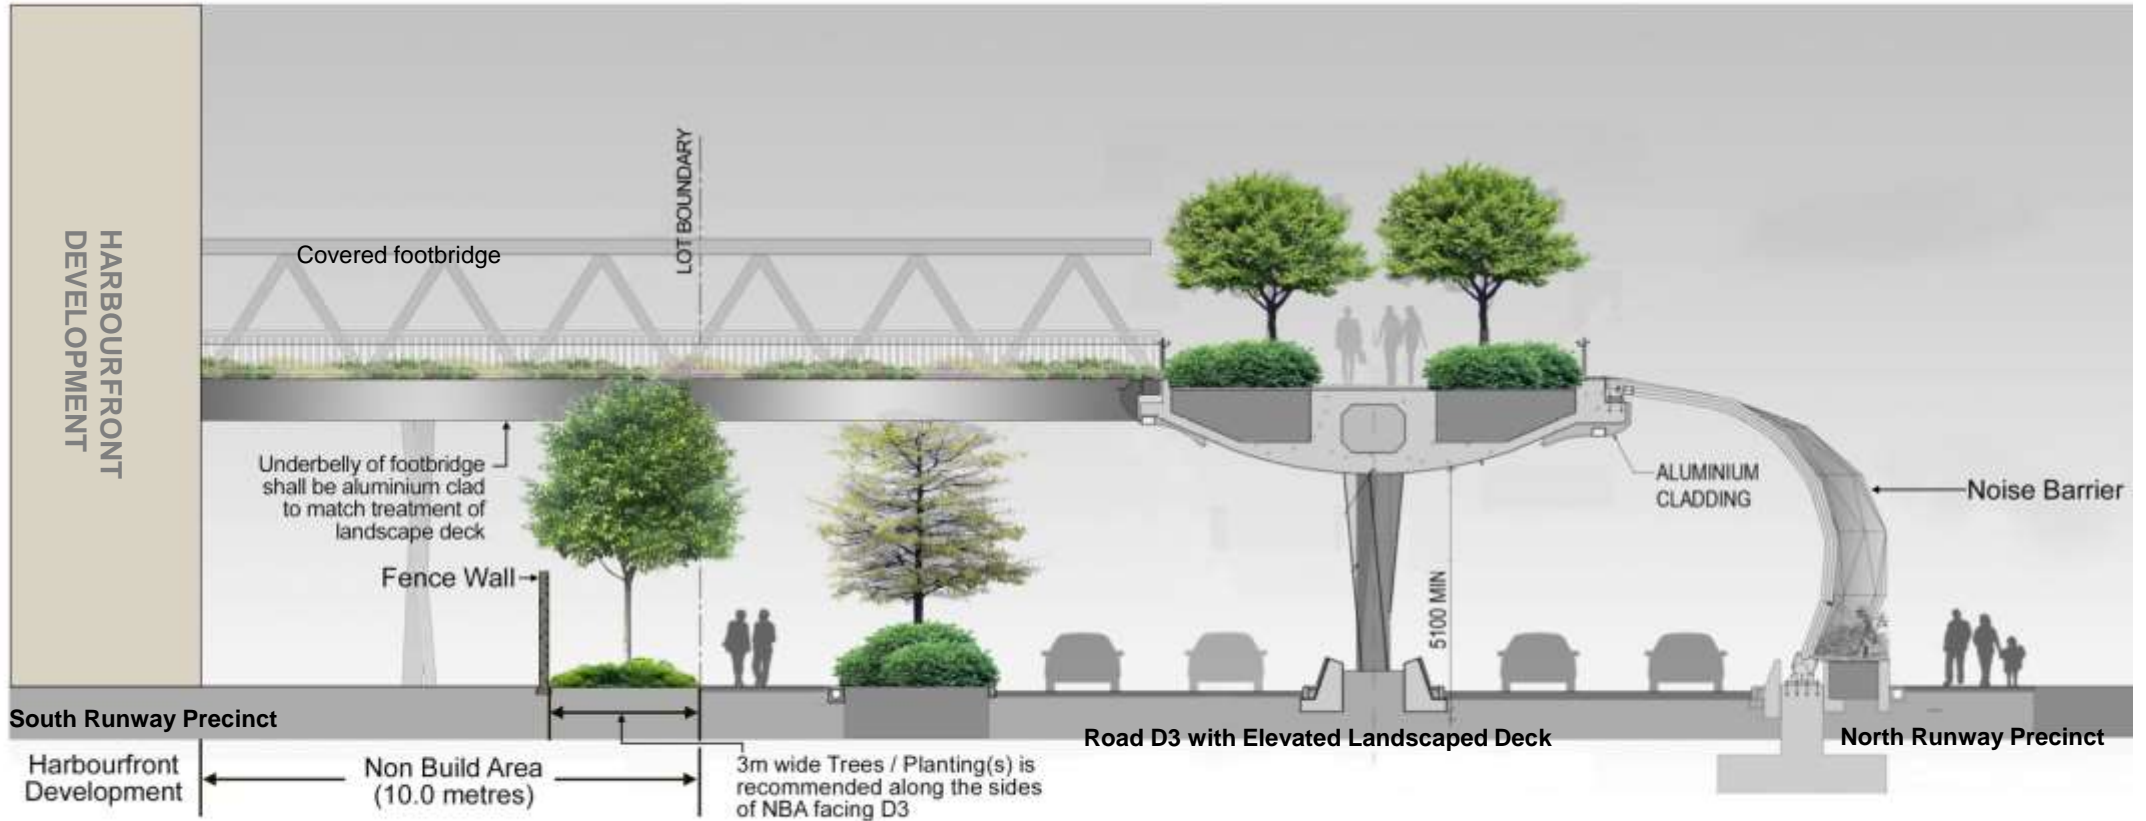 LOT BOUNDARY
HARBOURFRONT
DEVELOPMENT
Covered footbridge
Underbelly of footbridge
shall be aluminium clad
to match treatment of
landscape deck
ALUMINIUM
CLADDING
Noise Barrier
Fence Wall
5100 MIN
South Runway Precinct
Road D3 with Elevated Landscaped Deck
North Runway Precinct
Harbourfront
Development
Non Build Area
(10.0 metres)
3m wide Trees / Planting(s) is
recommended along the sides
of NBA facing D3